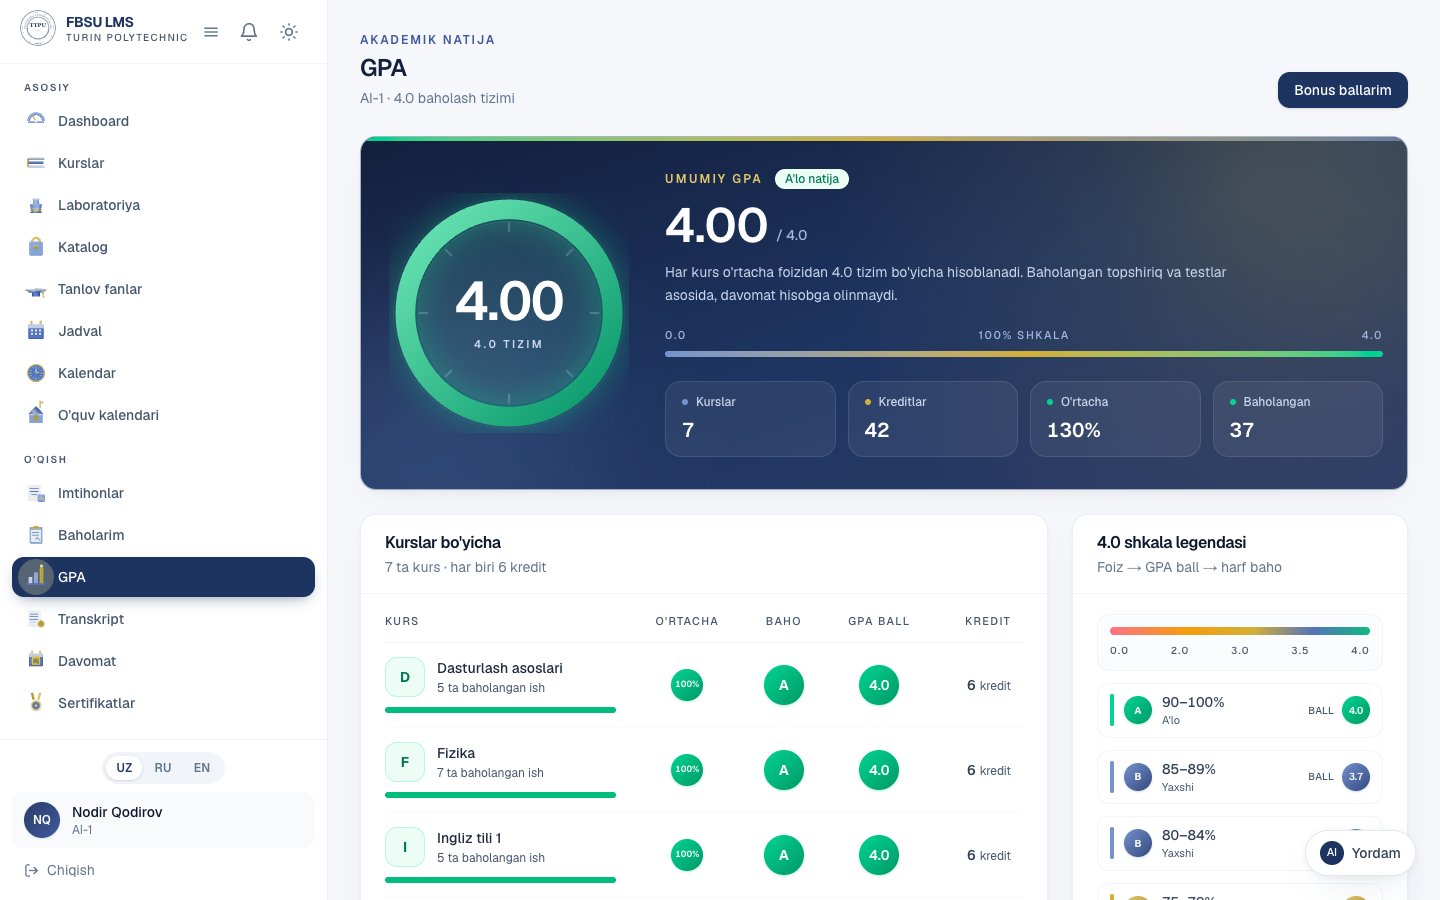 TTPU
FBSU LMS
TURIN POLYTECHNIC
ASOSIY
Dashboard
Kurslar
Laboratoriya
Katalog
Tanlov fanlar
Jadval
Kalendar
O'quv kalendari
O'QISH
Imtihonlar
Baholarim
GPA
Transkript
Davomat
Sertifikatlar
UZ RU EN
NQ
Nodir Qodirov
AI-1
Chiqish
AKADEMIK NATIJA
GPA
AI-1 · 4.0 baholash tizimi
Bonus ballarim
4.00
4.0 TIZIM
UMUMIY GPA A'lo natija
4.00 / 4.0
Har kurs o'rtacha foizidan 4.0 tizim bo'yicha hisoblanadi. Baholangan topshiriq va testlar
asosida, davomat hisobga olinmaydi.
0.0 100% SHKALA 4.0
Kurslar
7
Kreditlar
42
O'rtacha
130%
Baholangan
37
Kurslar bo'yicha
7 ta kurs · har biri 6 kredit
KURS O'RTACHA BAHO GPA BALL KREDIT
D
Dasturlash asoslari
5 ta baholangan ish
100% A 4.0 6 kredit
F
Fizika
7 ta baholangan ish
100% A 4.0 6 kredit
I
Ingliz tili 1
5 ta baholangan ish
100% A 4.0 6 kredit
4.0 shkala legendasi
Foiz → GPA ball → harf baho
0.0 2.0 3.0 3.5 4.0
A 90–100% BALL 4.0
A'lo
B 85–89% BALL 3.7
Yaxshi
B 80–84%
Yaxshi
AI Yordam